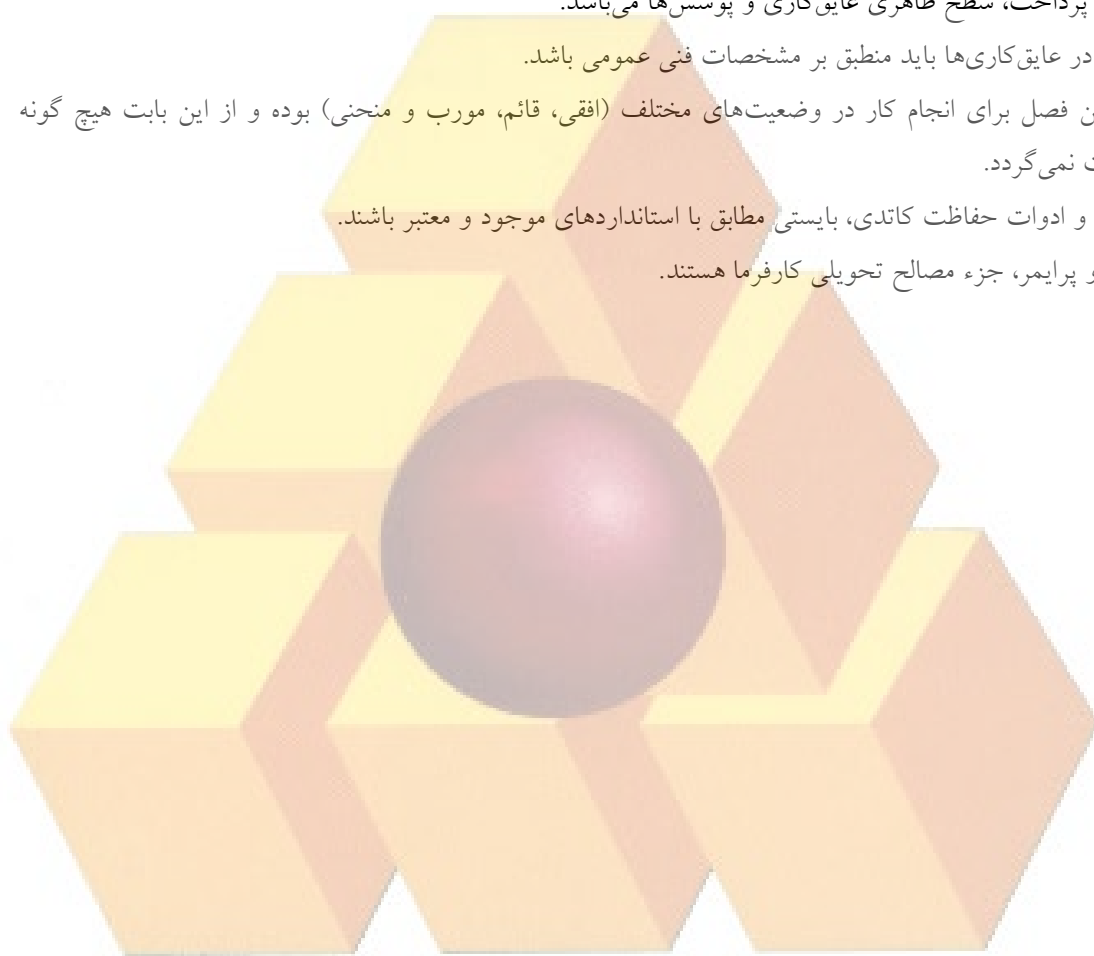 پرداخت، سطح ظاهری عایق‌کاری و پوشش‌ها می‌باشد.
در عایق‌کاری‌ها باید منطبق بر مشخصات فنی عمومی باشد.
ن فصل برای انجام کار در وضعیت‌های مختلف (افقی، قائم، مورب و منحنی) بوده و از این بابت هیچ گونه
ت نمی‌گردد.
و ادوات حفاظت کاتدی، بایستی مطابق با استانداردهای موجود و معتبر باشند.
و پرایمر، جزء مصالح تحویلی کارفرما هستند.